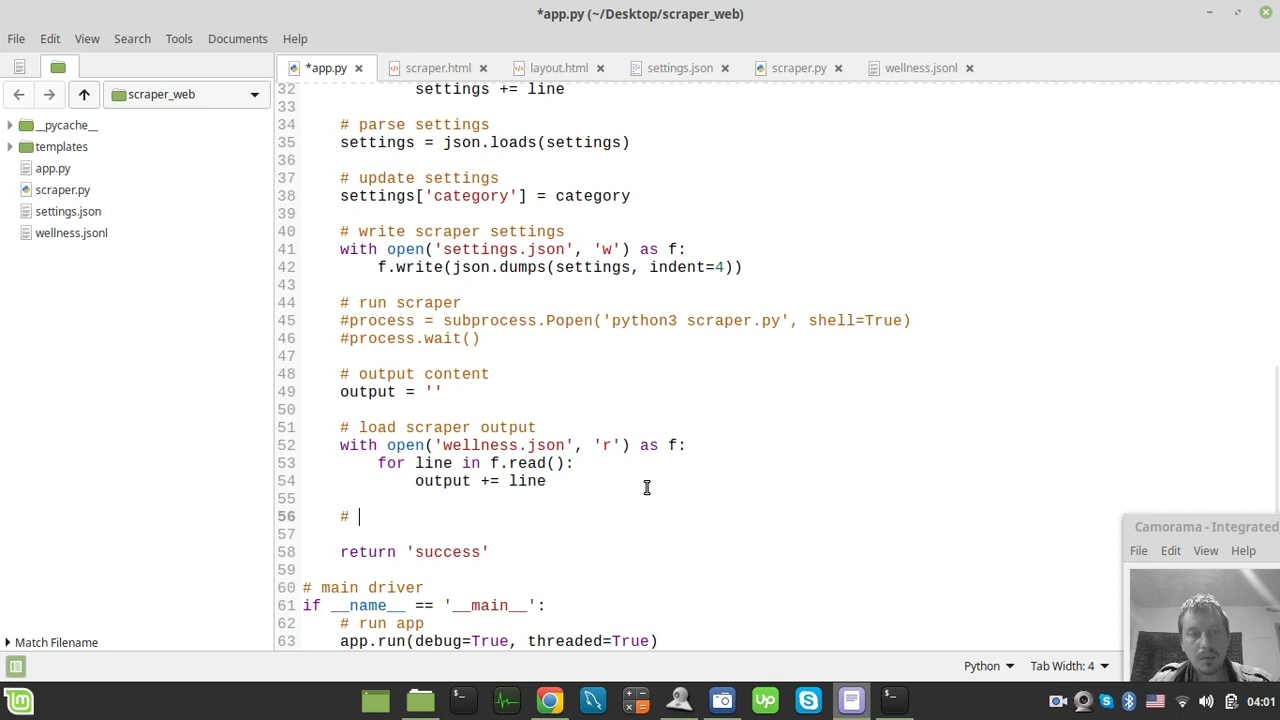 *app.py (~/Desktop/scraper_web)
File Edit View Search Tools Documents Help
*app.py scraper.html layout.html settings.json scraper.py wellness.jsonl
scraper_web
__pycache__
templates
app.py
scraper.py
settings.json
wellness.jsonl
32 settings += line
33
34 # parse settings
35 settings = json.loads(settings)
36
37 # update settings
38 settings['category'] = category
39
40 # write scraper settings
41 with open('settings.json', 'w') as f:
42 f.write(json.dumps(settings, indent=4))
43
44 # run scraper
45 #process = subprocess.Popen('python3 scraper.py', shell=True)
46 #process.wait()
47
48 # output content
49 output = ''
50
51 # load scraper output
52 with open('wellness.json', 'r') as f:
53 for line in f.read():
54 output += line
55
56 #
57
58 return 'success'
59
60 # main driver
61 if __name__ == '__main__':
62 # run app
63 app.run(debug=True, threaded=True)
Camorama - Integrated
File Edit View Help
Match Filename
Python Tab Width: 4
Up
04:01